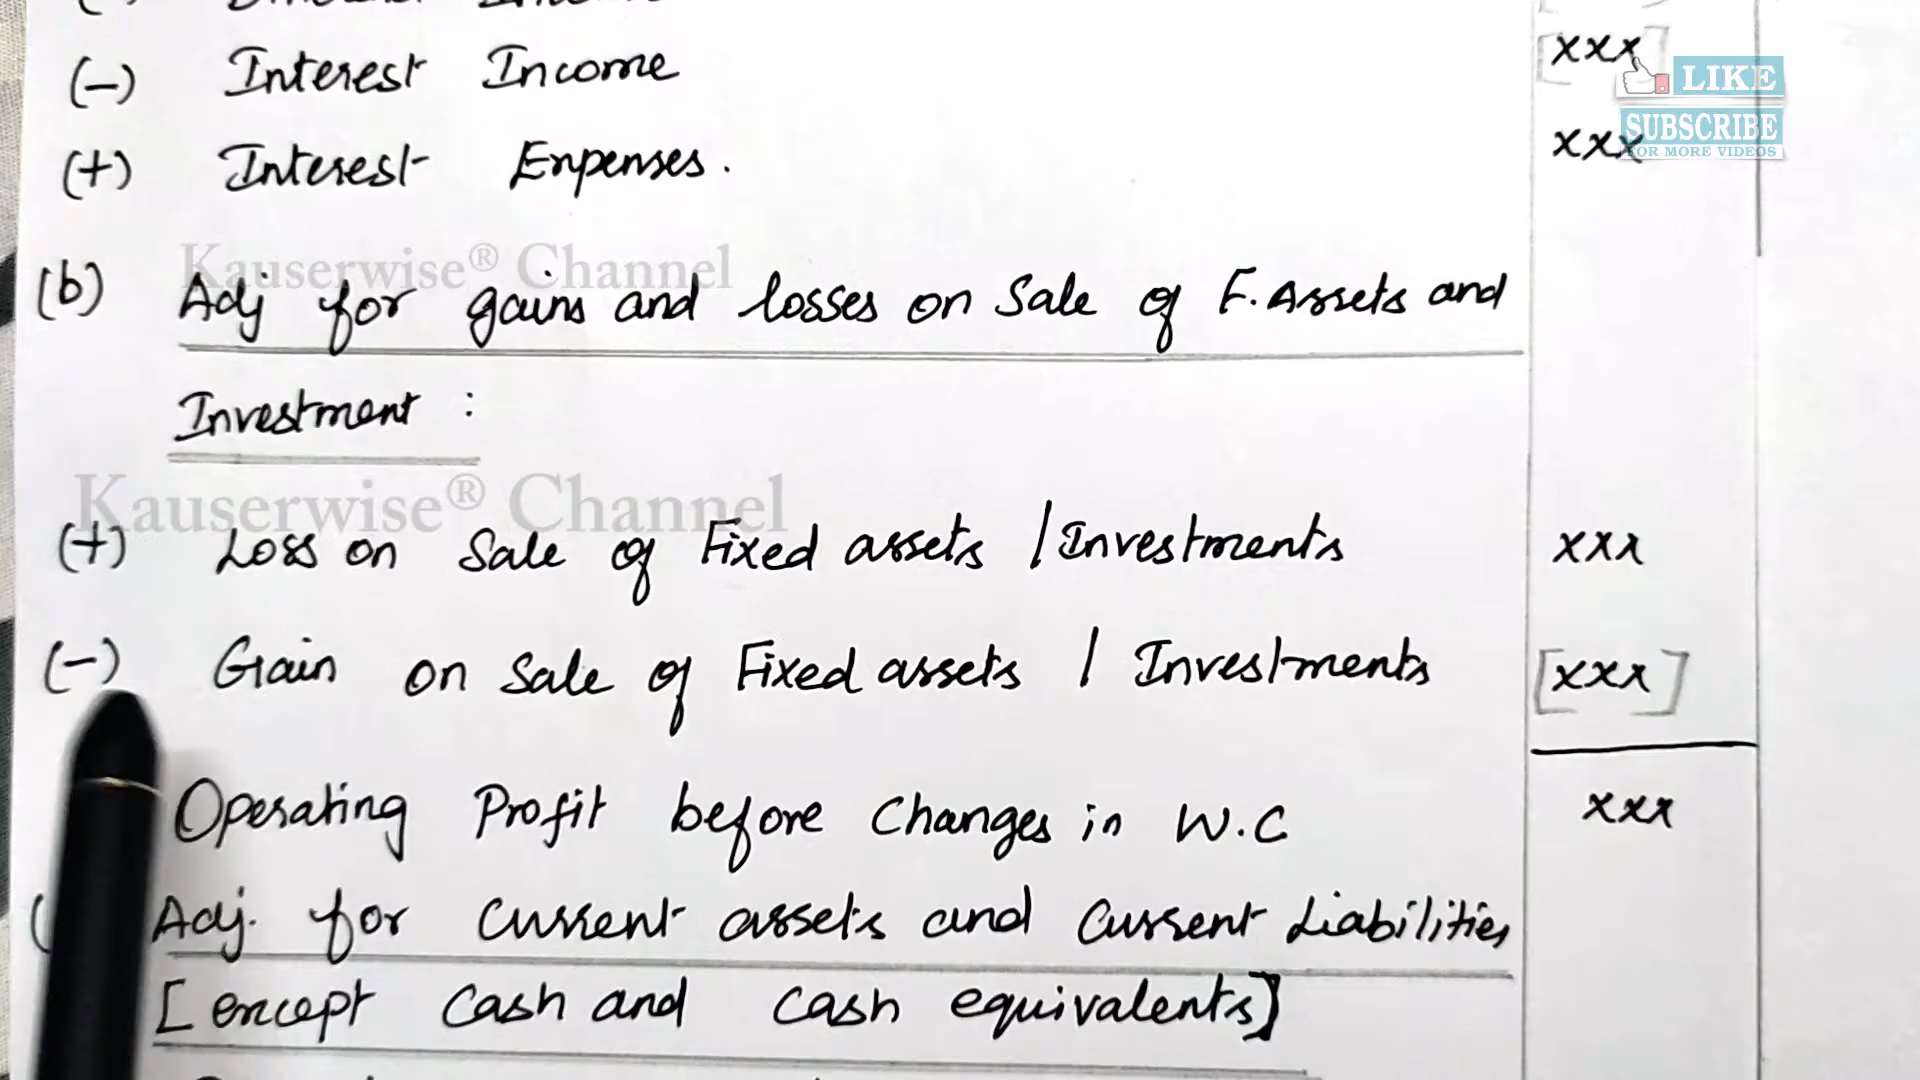 (-) Interest Income [xxx]
LIKE
(+) Interest Expenses. xxx
SUBSCRIBE
FOR MORE VIDEOS
Kauserwise® Channel
(b) Adj for gains and losses on Sale of F. Assets and
Investment :
Kauserwise® Channel
(+) Loss on Sale of Fixed assets / Investments xxx
(-) Gain on Sale of Fixed assets / Investments [xxx]
Operating Profit before Changes in W.C xxx
( Adj. for Current assets and Current Liabilities
[except Cash and Cash equivalents]